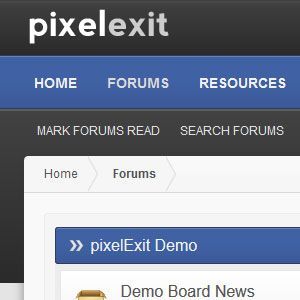 pixelexit
HOME FORUMS RESOURCES
MARK FORUMS READ SEARCH FORUMS
Home Forums
pixelExit Demo
Demo Board News